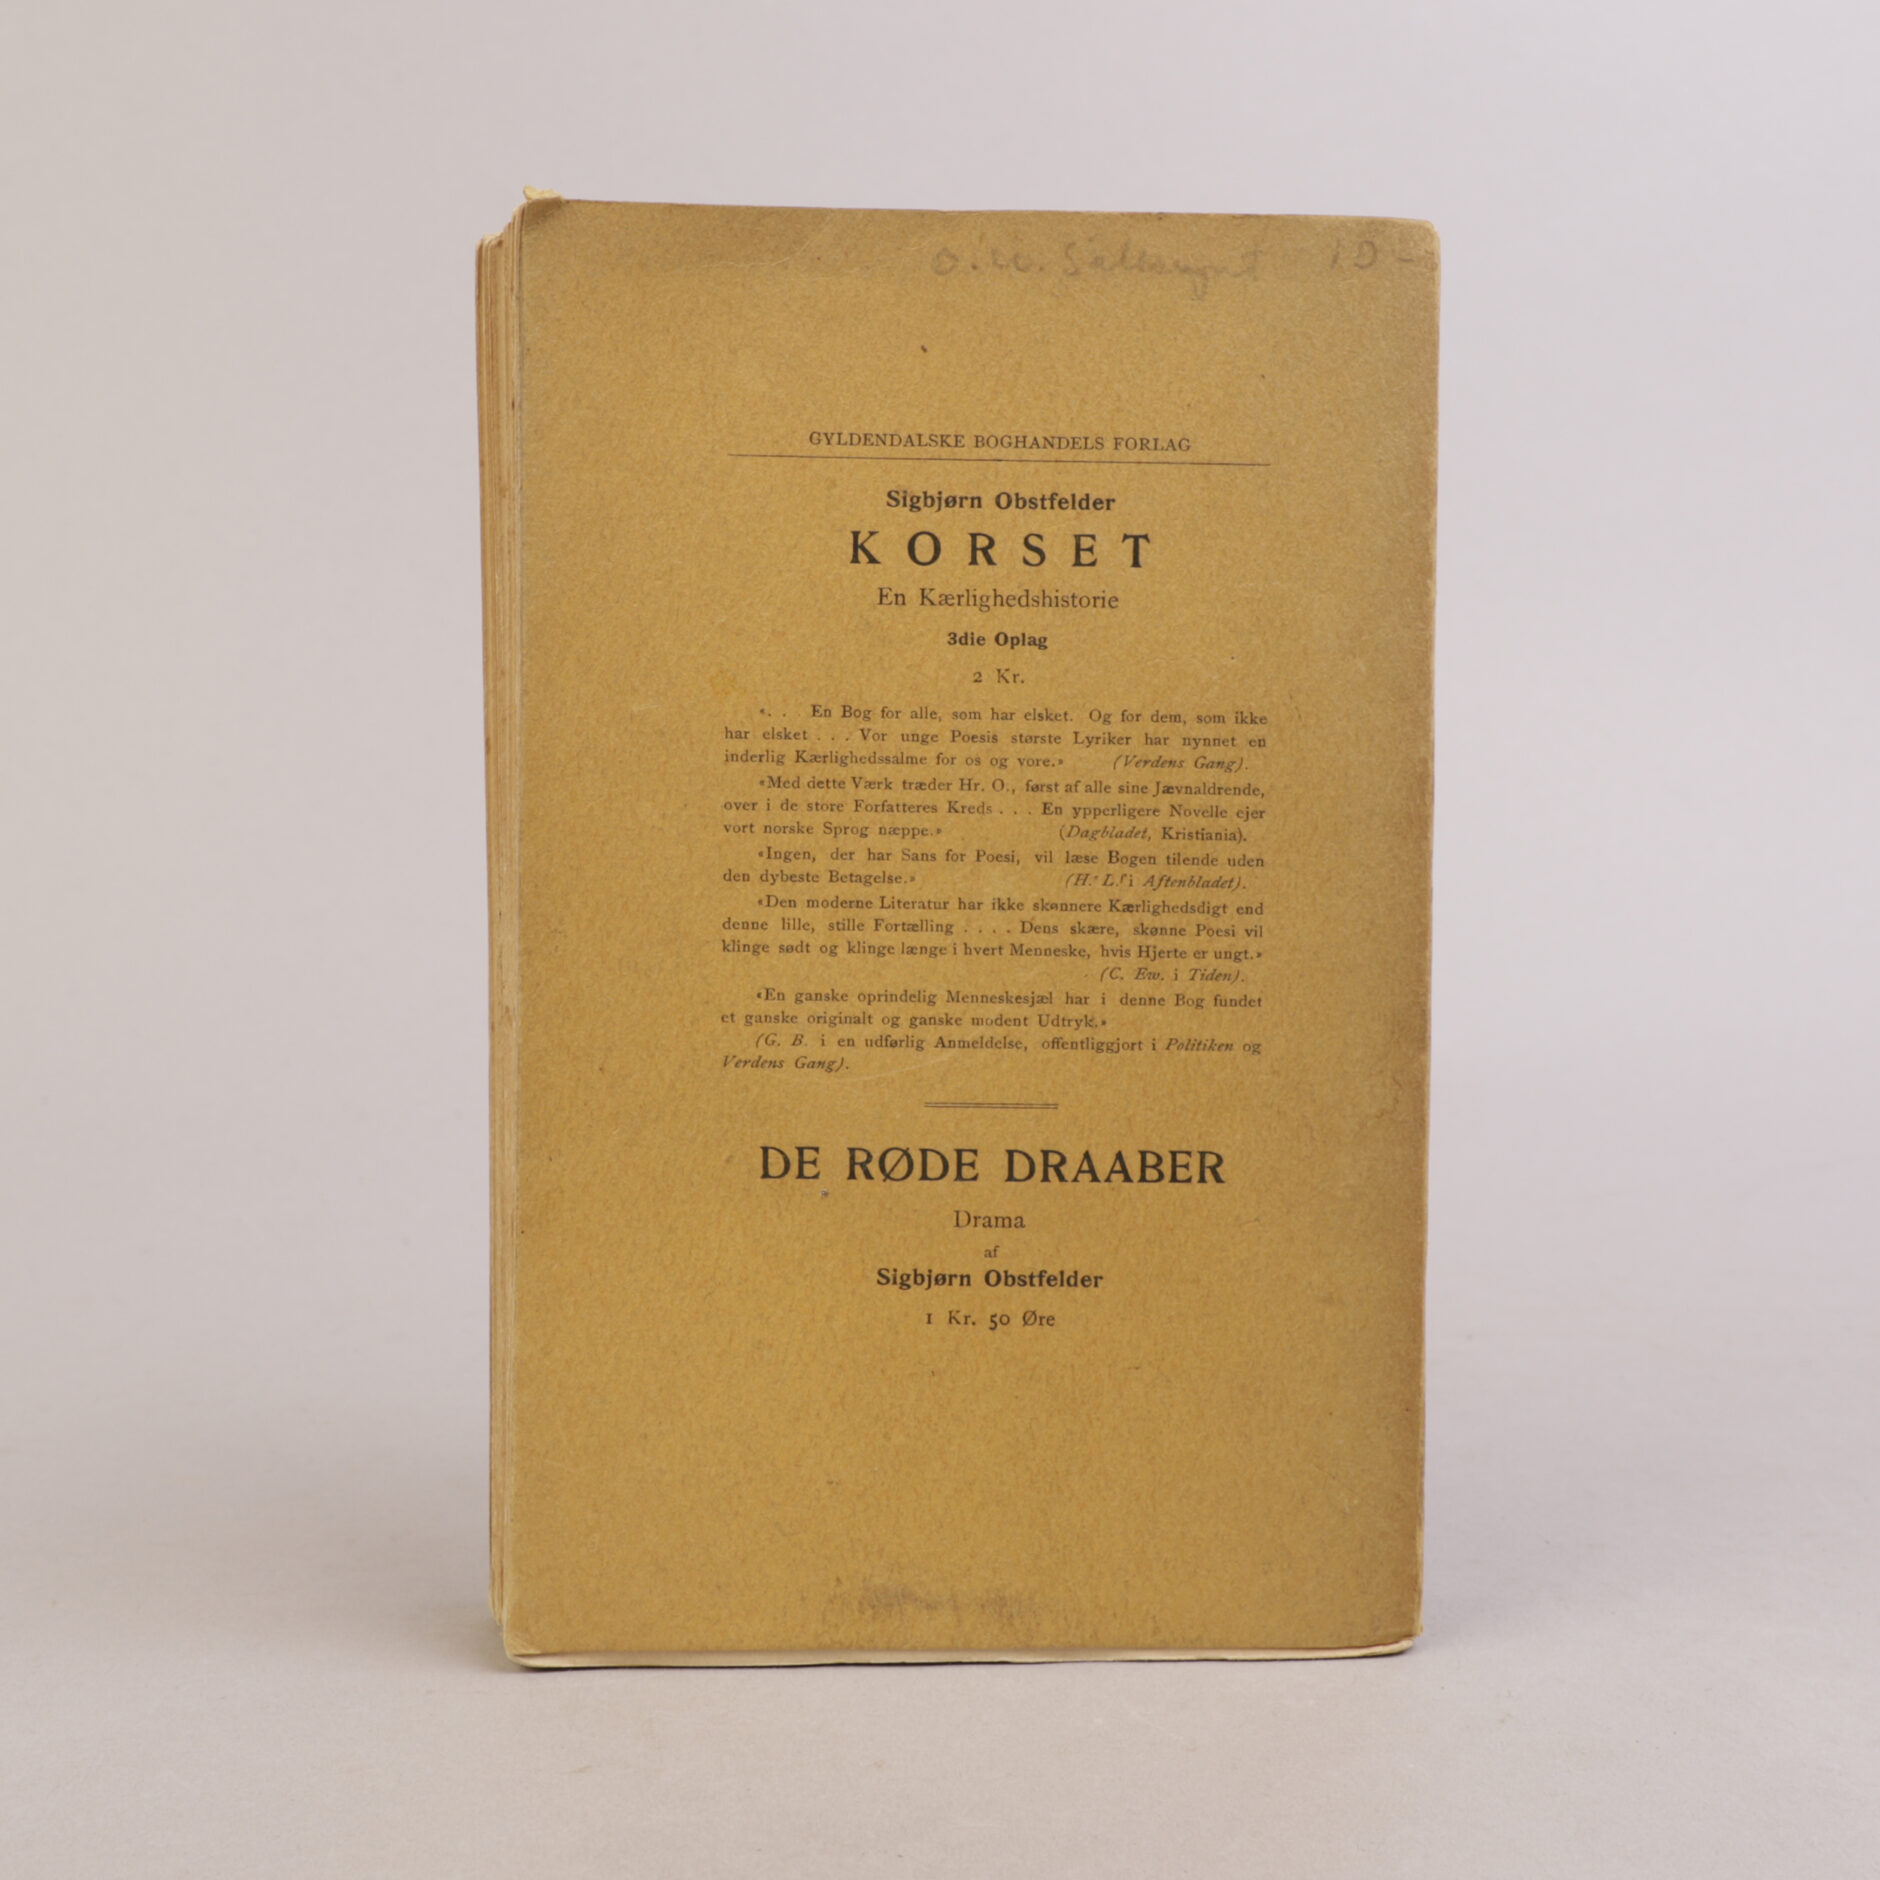 GYLDENDALSKE BOGHANDELS FORLAG
Sigbjørn Obstfelder
KORSET
En Kærlighedshistorie
3die Oplag
2 Kr.
«. . En Bog for alle, som har elsket. Og for dem, som ikke
har elsket . . . Vor unge Poesis største Lyriker har nynnet en
inderlig Kærlighedssalme for os og vore.» (Verdens Gang).
«Med dette Værk træder Hr. O., først af alle sine Jævnaldrende,
over i de store Forfatteres Kreds . . . En ypperligere Novelle ejer
vort norske Sprog næppe.» (Dagbladet, Kristiania).
«Ingen, der har Sans for Poesi, vil læse Bogen tilende uden
den dybeste Betagelse.» (H. L. i Aftenbladet).
«Den moderne Literatur har ikke skønnere Kærlighedsdigt end
denne lille, stille Fortælling . . . . Dens skære, skønne Poesi vil
klinge sødt og klinge længe i hvert Menneske, hvis Hjerte er ungt.»
(C. Ew. i Tiden).
«En ganske oprindelig Menneskesjæl har i denne Bog fundet
et ganske originalt og ganske modent Udtryk.»
(G. B. i en udførlig Anmeldelse, offentliggjort i Politiken og
Verdens Gang).
DE RØDE DRAABER
Drama
af
Sigbjørn Obstfelder
1 Kr. 50 Øre